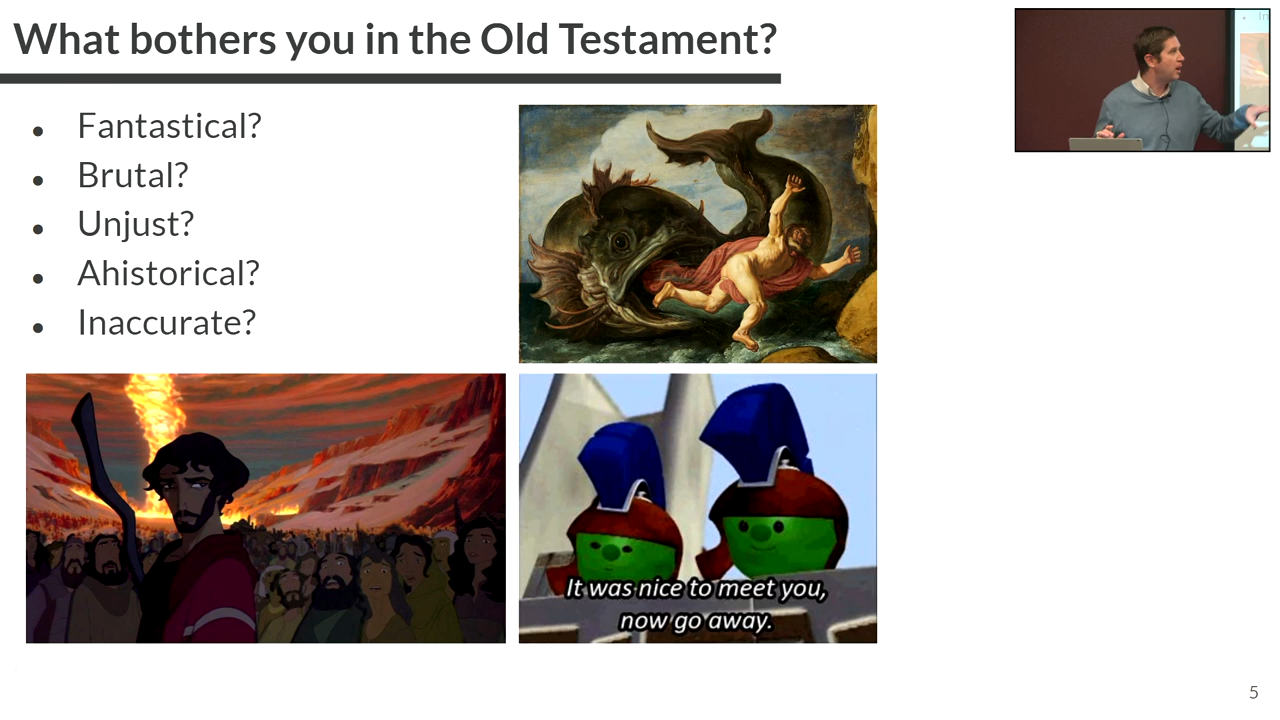 What bothers you in the Old Testament?
● Fantastical?
● Brutal?
● Unjust?
● Ahistorical?
● Inaccurate?
It was nice to meet you,
now go away.
5